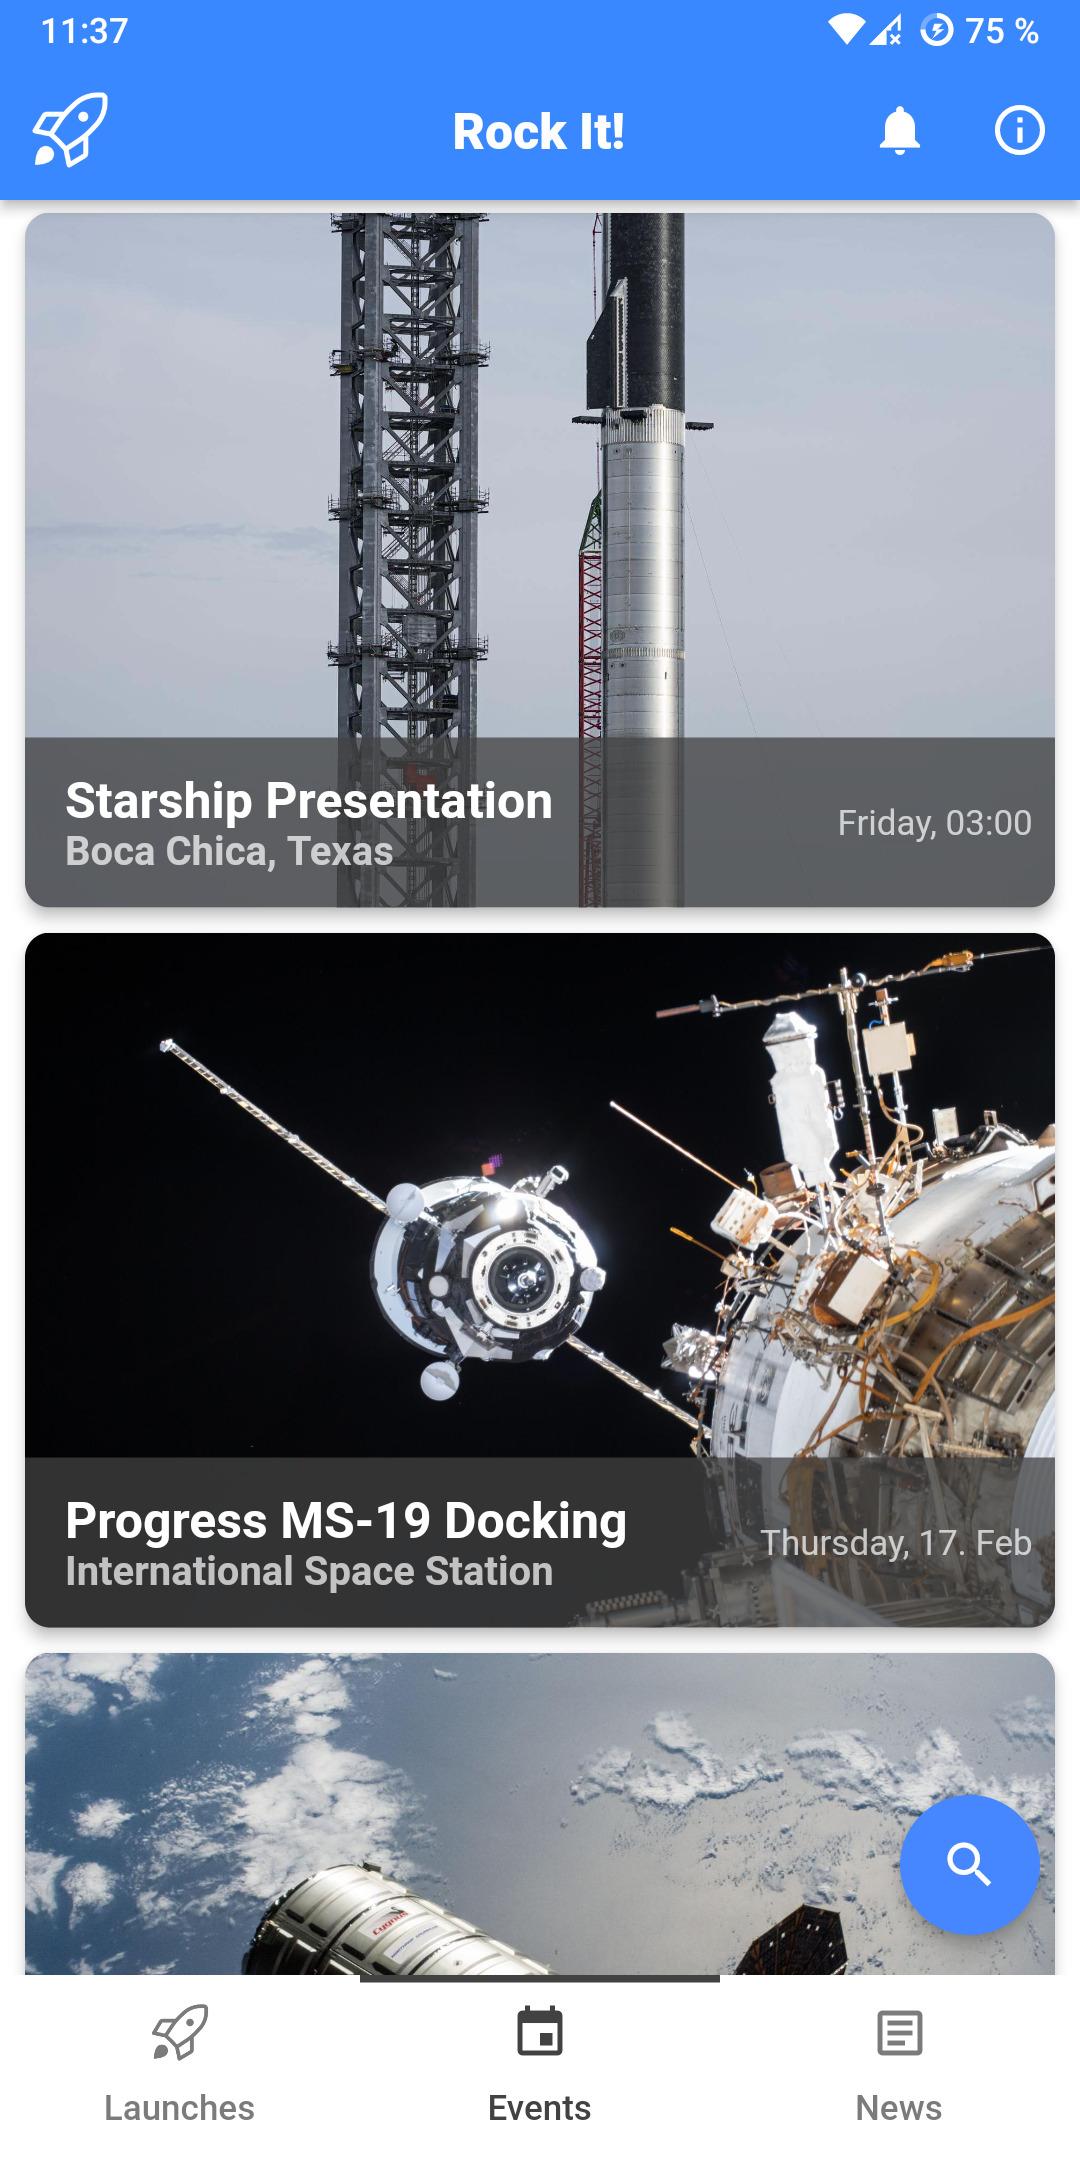 11:37
75 %
Rock It!
Starship Presentation
Boca Chica, Texas
Friday, 03:00
Progress MS-19 Docking
International Space Station
Thursday, 17. Feb
Cygnus
Launches
Events
News